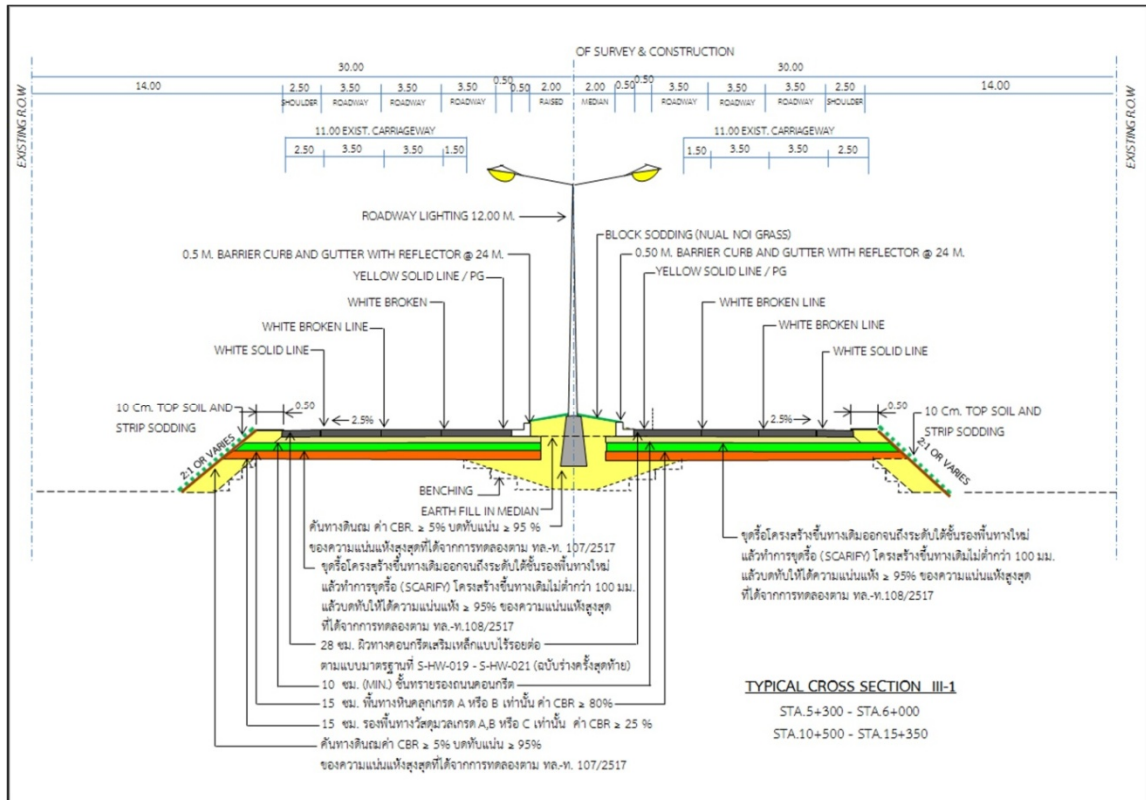 OF SURVEY & CONSTRUCTION
30.00 30.00
14.00 2.50 3.50 3.50 3.50 0.50 0.50 2.00 2.00 0.50 0.50 3.50 3.50 3.50 2.50 14.00
SHOULDER ROADWAY ROADWAY ROADWAY RAISED MEDIAN ROADWAY ROADWAY ROADWAY SHOULDER
EXISTING R.O.W
EXISTING R.O.W
11.00 EXIST. CARRIAGEWAY 11.00 EXIST. CARRIAGEWAY
2.50 3.50 3.50 1.50 1.50 3.50 3.50 2.50
ROADWAY LIGHTING 12.00 M.
BLOCK SODDING (NUAL NOI GRASS)
0.5 M. BARRIER CURB AND GUTTER WITH REFLECTOR @ 24 M.
0.50 M. BARRIER CURB AND GUTTER WITH REFLECTOR @ 24 M.
YELLOW SOLID LINE / PG
YELLOW SOLID LINE / PG
WHITE BROKEN
WHITE BROKEN LINE
WHITE BROKEN LINE
WHITE BROKEN LINE
WHITE SOLID LINE
WHITE SOLID LINE
10 Cm. TOP SOIL AND
STRIP SODDING
0.50
2.5%
2.5%
0.50
10 Cm. TOP SOIL AND
STRIP SODDING
2:1 OR VARIES
2:1 OR VARIES
BENCHING
EARTH FILL IN MEDIAN
คันทางดินถม ค่า CBR. ≥ 5% บดทับแน่น ≥ 95 %
ของความแน่นแห้งสูงสุดที่ได้จากการทดลองตาม ทล.-ท. 107/2517
ขุดรื้อโครงสร้างชั้นทางเดิมออกจนถึงระดับใต้ชั้นรองพื้นทางใหม่
แล้วทำการขุดรื้อ (SCARIFY) โครงสร้างชั้นทางเดิมไม่ต่ำกว่า 100 มม.
แล้วบดทับให้ได้ความแน่นแห้ง ≥ 95% ของความแน่นแห้งสูงสุด
ที่ได้จากการทดลองตาม ทล.-ท.108/2517
ขุดรื้อโครงสร้างชั้นทางเดิมออกจนถึงระดับใต้ชั้นรองพื้นทางใหม่
แล้วทำการขุดรื้อ (SCARIFY) โครงสร้างชั้นทางเดิมไม่ต่ำกว่า 100 มม.
แล้วบดทับให้ได้ความแน่นแห้ง ≥ 95% ของความแน่นแห้งสูงสุด
ที่ได้จากการทดลองตาม ทล.-ท.108/2517
28 ซม. ผิวทางคอนกรีตเสริมเหล็กแบบไร้รอยต่อ
ตามแบบมาตรฐานที่ S-HW-019 - S-HW-021 (ฉบับร่างครั้งสุดท้าย)
10 ซม. (MIN.) ชั้นทรายรองถนนคอนกรีต
15 ซม. พื้นทางหินคลุกเกรด A หรือ B เท่านั้น ค่า CBR ≥ 80%
15 ซม. รองพื้นทางวัสดุมวลเกรด A,B หรือ C เท่านั้น ค่า CBR ≥ 25 %
คันทางดินถมค่า CBR ≥ 5% บดทับแน่น ≥ 95%
ของความแน่นแห้งสูงสุดที่ได้จากการทดลองตาม ทล.-ท. 107/2517
TYPICAL CROSS SECTION III-1
STA.5+300 - STA.6+000
STA.10+500 - STA.15+350